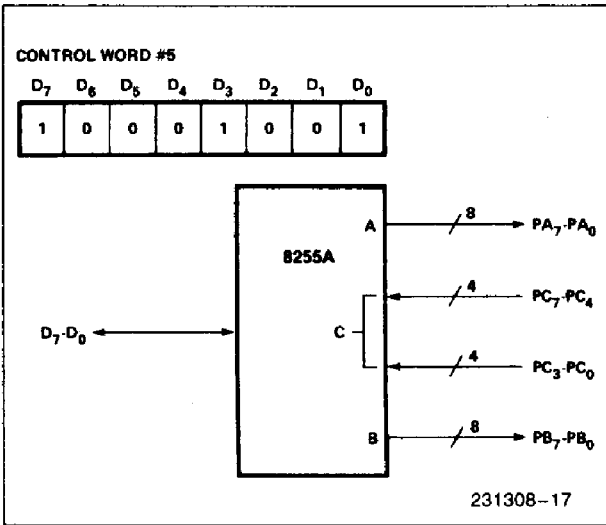 CONTROL WORD #5
D7 D6 D5 D4 D3 D2 D1 D0
1 0 0 0 1 0 0 1
A 8 PA7-PA0
8255A
4 PC7-PC4
D7-D0 C
4 PC3-PC0
B 8 PB7-PB0
231308-17